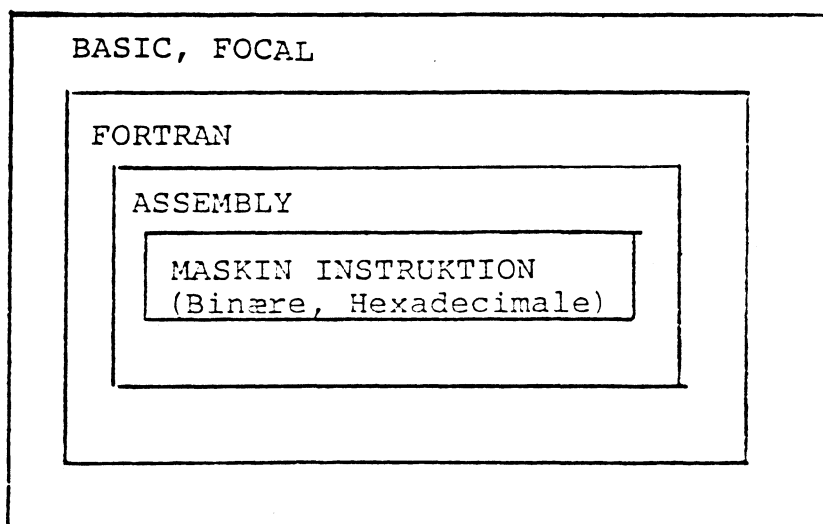 BASIC, FOCAL
FORTRAN
ASSEMBLY
MASKIN INSTRUKTION
(Binære, Hexadecimale)